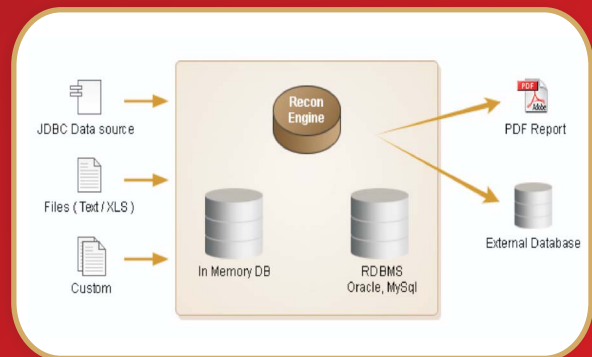 JDBC Data source
Files ( Text / XLS )
Custom
Recon
Engine
In Memory DB
RDBMS
Oracle, MySql
PDF
Adobe
PDF Report
External Database